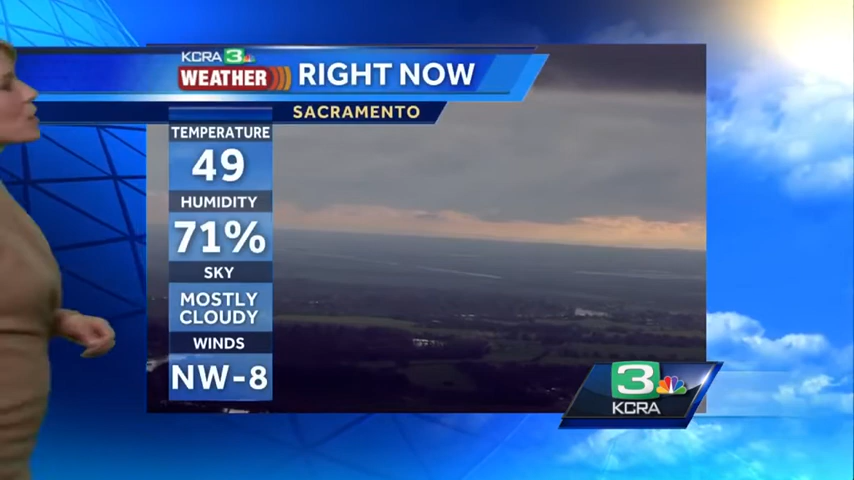 KCRA 3
WEATHER
RIGHT NOW
SACRAMENTO
TEMPERATURE
49
HUMIDITY
71%
SKY
MOSTLY
CLOUDY
WINDS
NW-8
3
KCRA